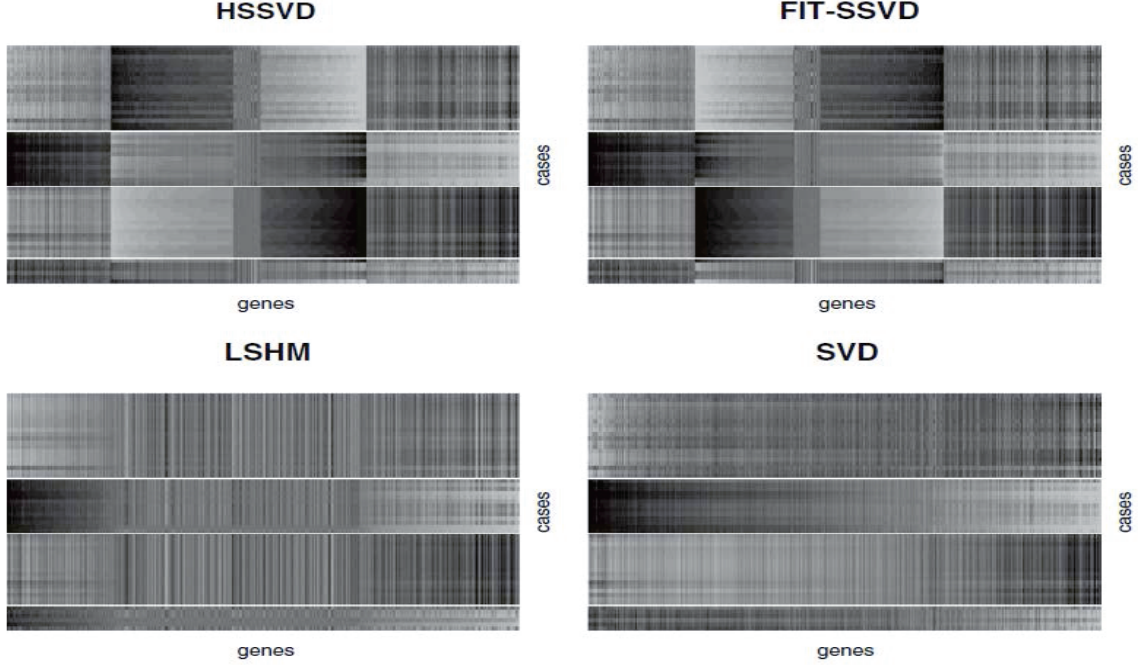 HSSVD
FIT-SSVD
cases
cases
genes
genes
LSHM
SVD
cases
cases
genes
genes